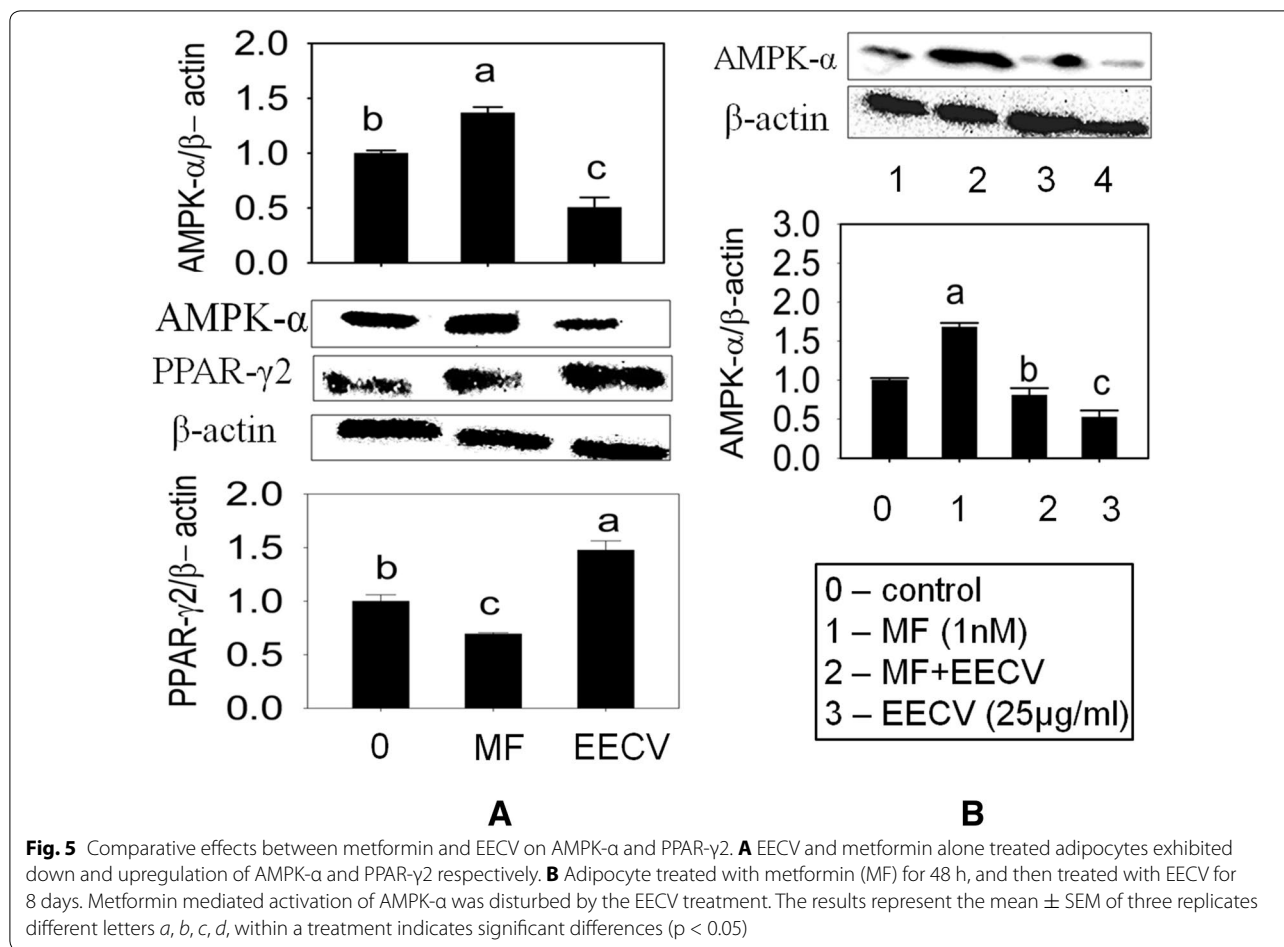 2.0
1.5
1.0
0.5
0.0
AMPK-α/β− actin
b
a
c
AMPK-α
PPAR-γ2
β-actin
2.0
1.5
1.0
0.5
0.0
PPAR-γ2/β− actin
b
c
a
0 MF EECV
A
AMPK-α
β-actin
1 2 3 4
3.0
2.5
2.0
1.5
1.0
0.5
0.0
AMPK-α/β-actin
a
b
c
0 1 2 3
0 – control
1 – MF (1nM)
2 – MF+EECV
3 – EECV (25µg/ml)
B
Fig. 5 Comparative effects between metformin and EECV on AMPK-α and PPAR-γ2. A EECV and metformin alone treated adipocytes exhibited
down and upregulation of AMPK-α and PPAR-γ2 respectively. B Adipocyte treated with metformin (MF) for 48 h, and then treated with EECV for
8 days. Metformin mediated activation of AMPK-α was disturbed by the EECV treatment. The results represent the mean ± SEM of three replicates
different letters a, b, c, d, within a treatment indicates significant differences (p < 0.05)